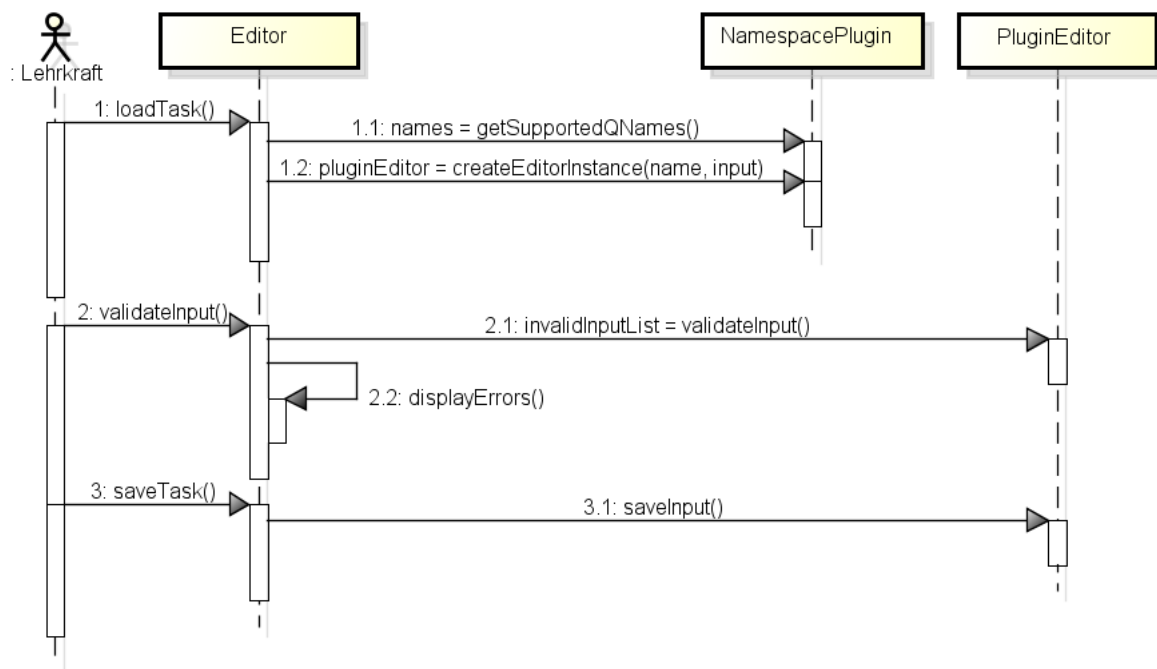 Editor
NamespacePlugin
PluginEditor
: Lehrkraft
1: loadTask()
1.1: names = getSupportedQNames()
1.2: pluginEditor = createEditorInstance(name, input)
2: validateInput()
2.1: invalidInputList = validateInput()
2.2: displayErrors()
3: saveTask()
3.1: saveInput()